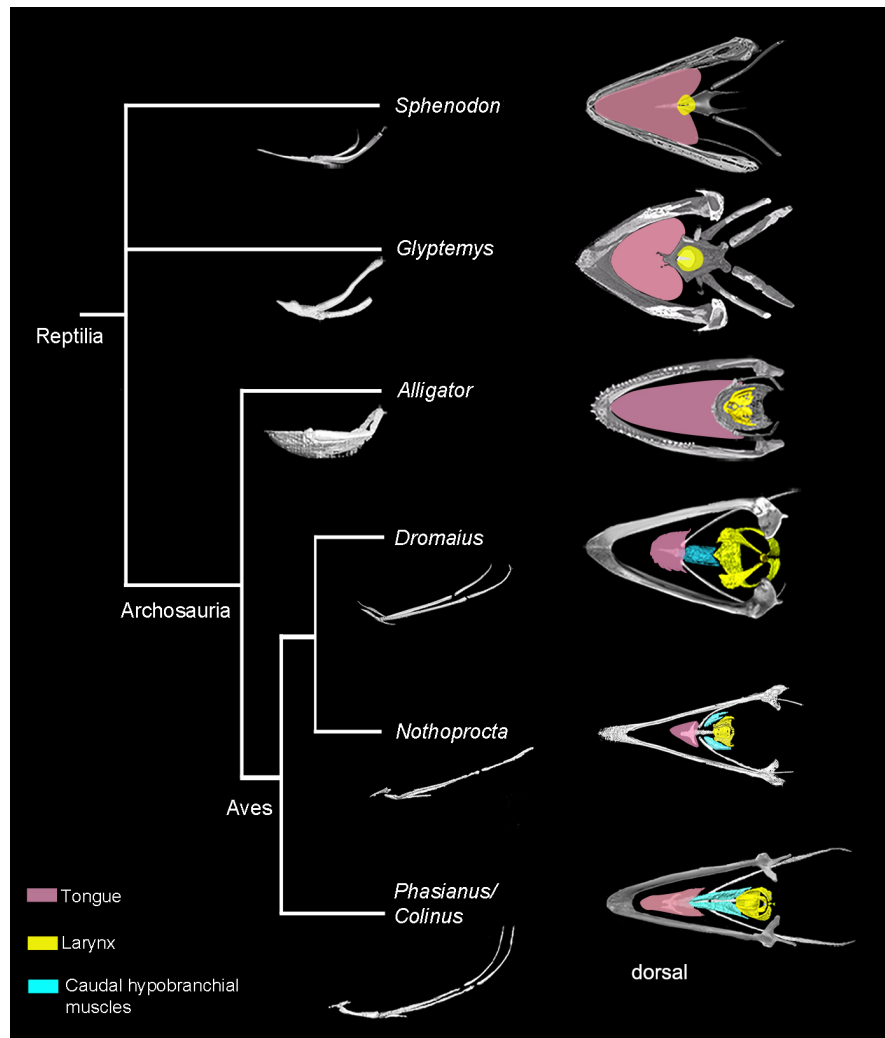 Sphenodon
Glyptemys
Reptilia
Alligator
Dromaius
Archosauria
Nothoprocta
Aves
Phasianus/
Colinus
Tongue
Larynx
Caudal hypobranchial
muscles
dorsal